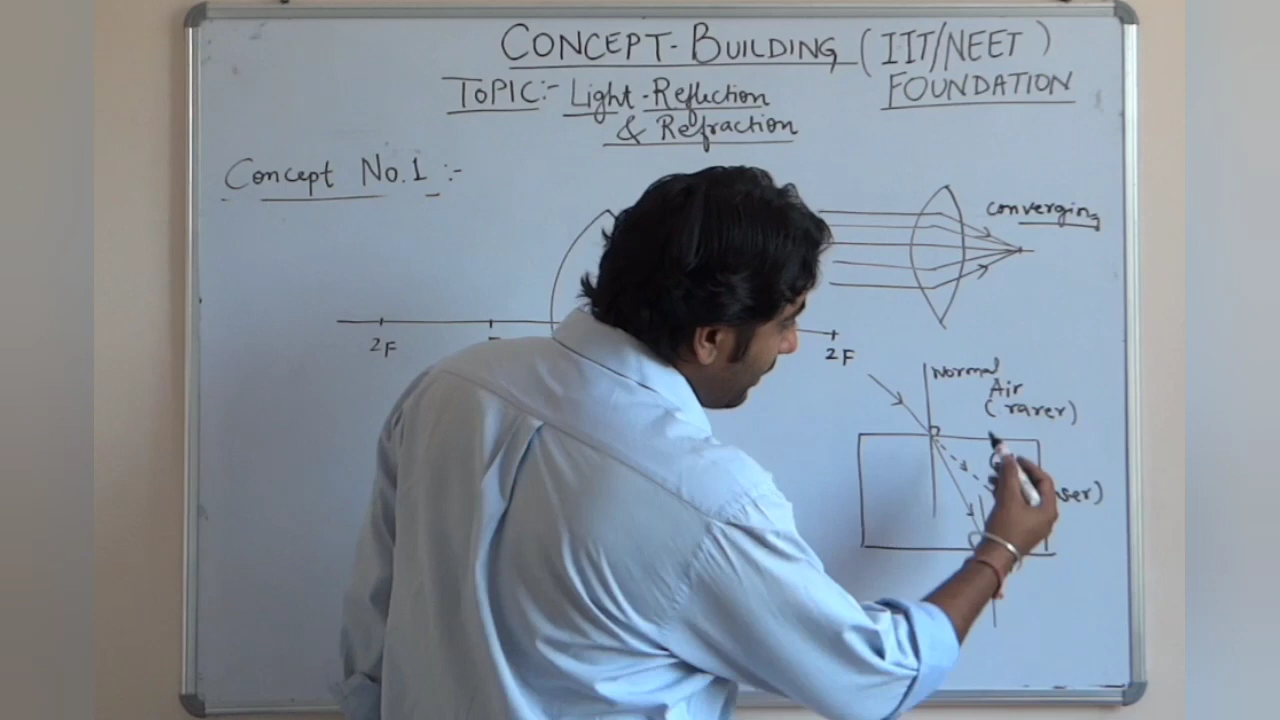 CONCEPT-BUILDING (IIT/NEET)
FOUNDATION
TOPIC:- Light-Reflection
& Refraction
Concept No.1 :-
converging
2F
2F
Normal
Air
(rarer)